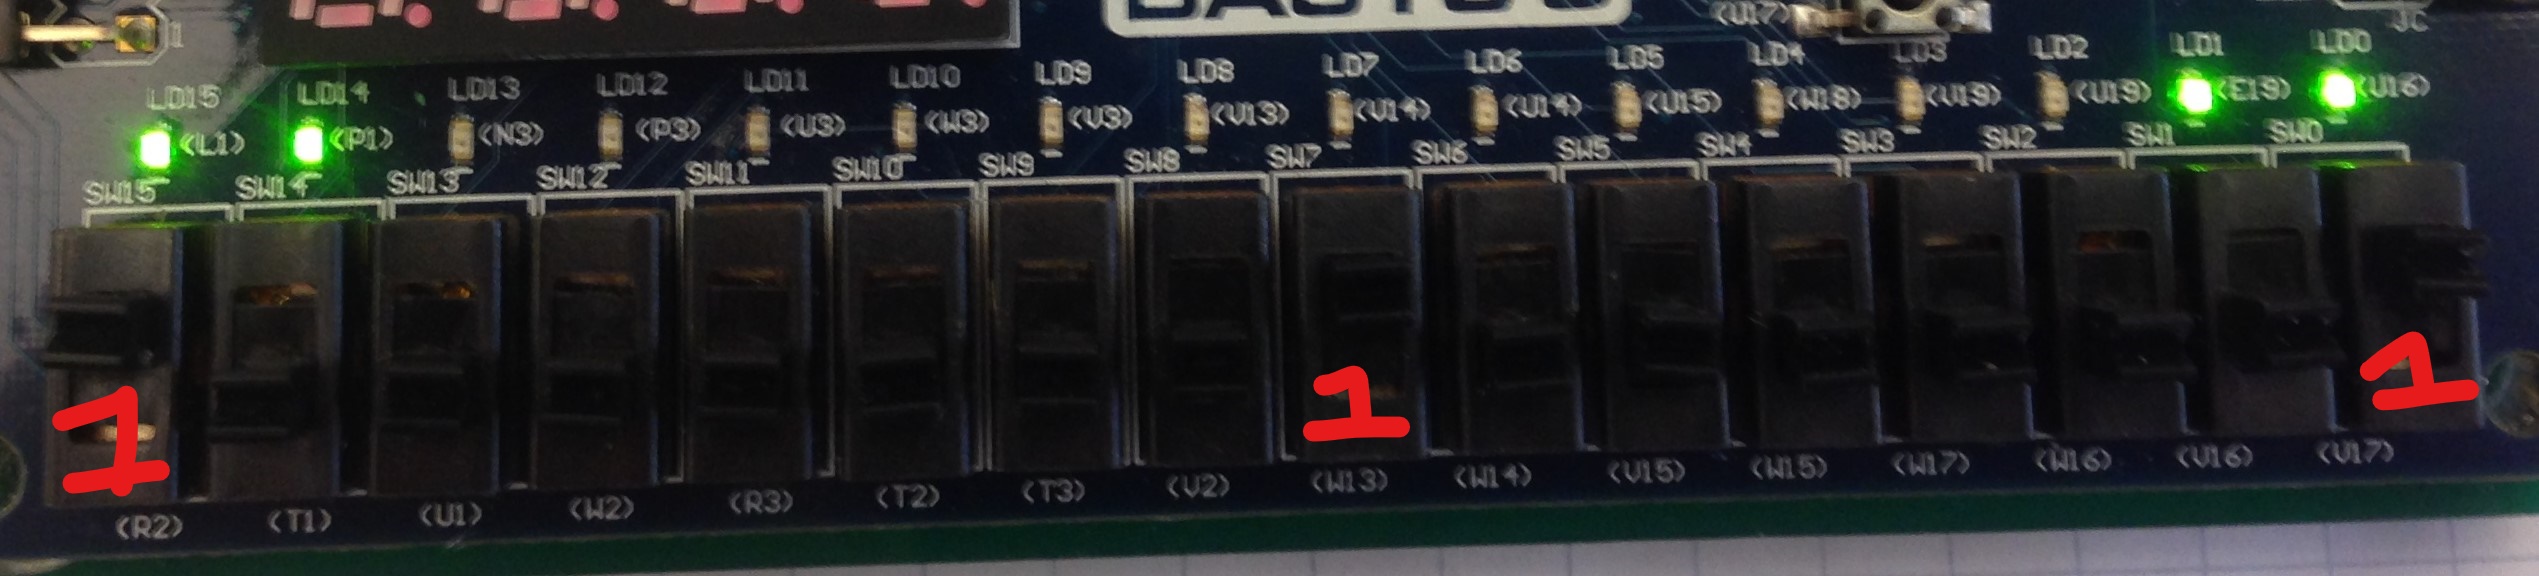 1
BASYS 3
(U17)
JC
LD15 LD14 LD13 LD12 LD11 LD10 LD9 LD8 LD7 LD6 LD5 LD4 LD3 LD2 LD1 LD0
(L1) (P1) (N3) (P3) (U3) (W3) (V3) (V13) (V14) (U14) (U15) (W18) (V19) (U19) (E19) (U16)
SW15 SW14 SW13 SW12 SW11 SW10 SW9 SW8 SW7 SW6 SW5 SW4 SW3 SW2 SW1 SW0
1 1 1
(R2) (T1) (U1) (W2) (R3) (T2) (T3) (V2) (W13) (W14) (V15) (W15) (W17) (W16) (V16) (V17)